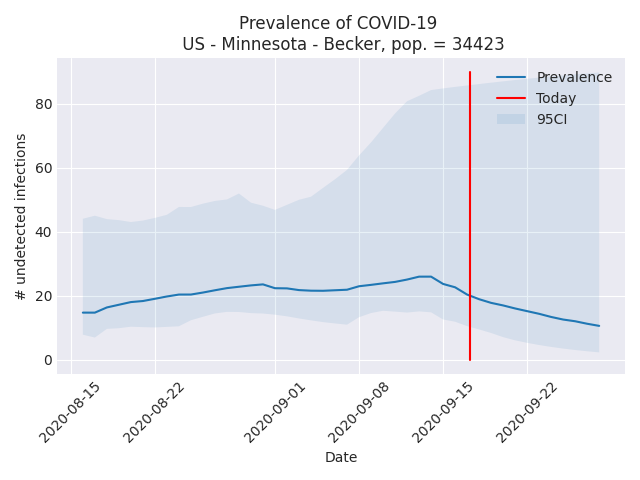 Prevalence of COVID-19
US - Minnesota - Becker, pop. = 34423
Prevalence
Today
95CI
80
60
40
20
0
# undetected infections
2020-08-15
2020-08-22
2020-09-01
2020-09-08
2020-09-15
2020-09-22
Date